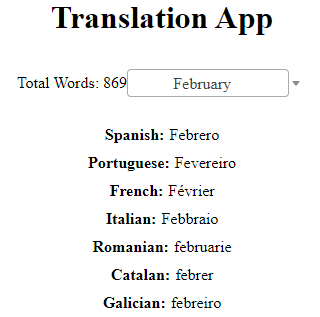 Translation App
Total Words: 869 February
Spanish: Febrero
Portuguese: Fevereiro
French: Février
Italian: Febbraio
Romanian: februarie
Catalan: febrer
Galician: febreiro